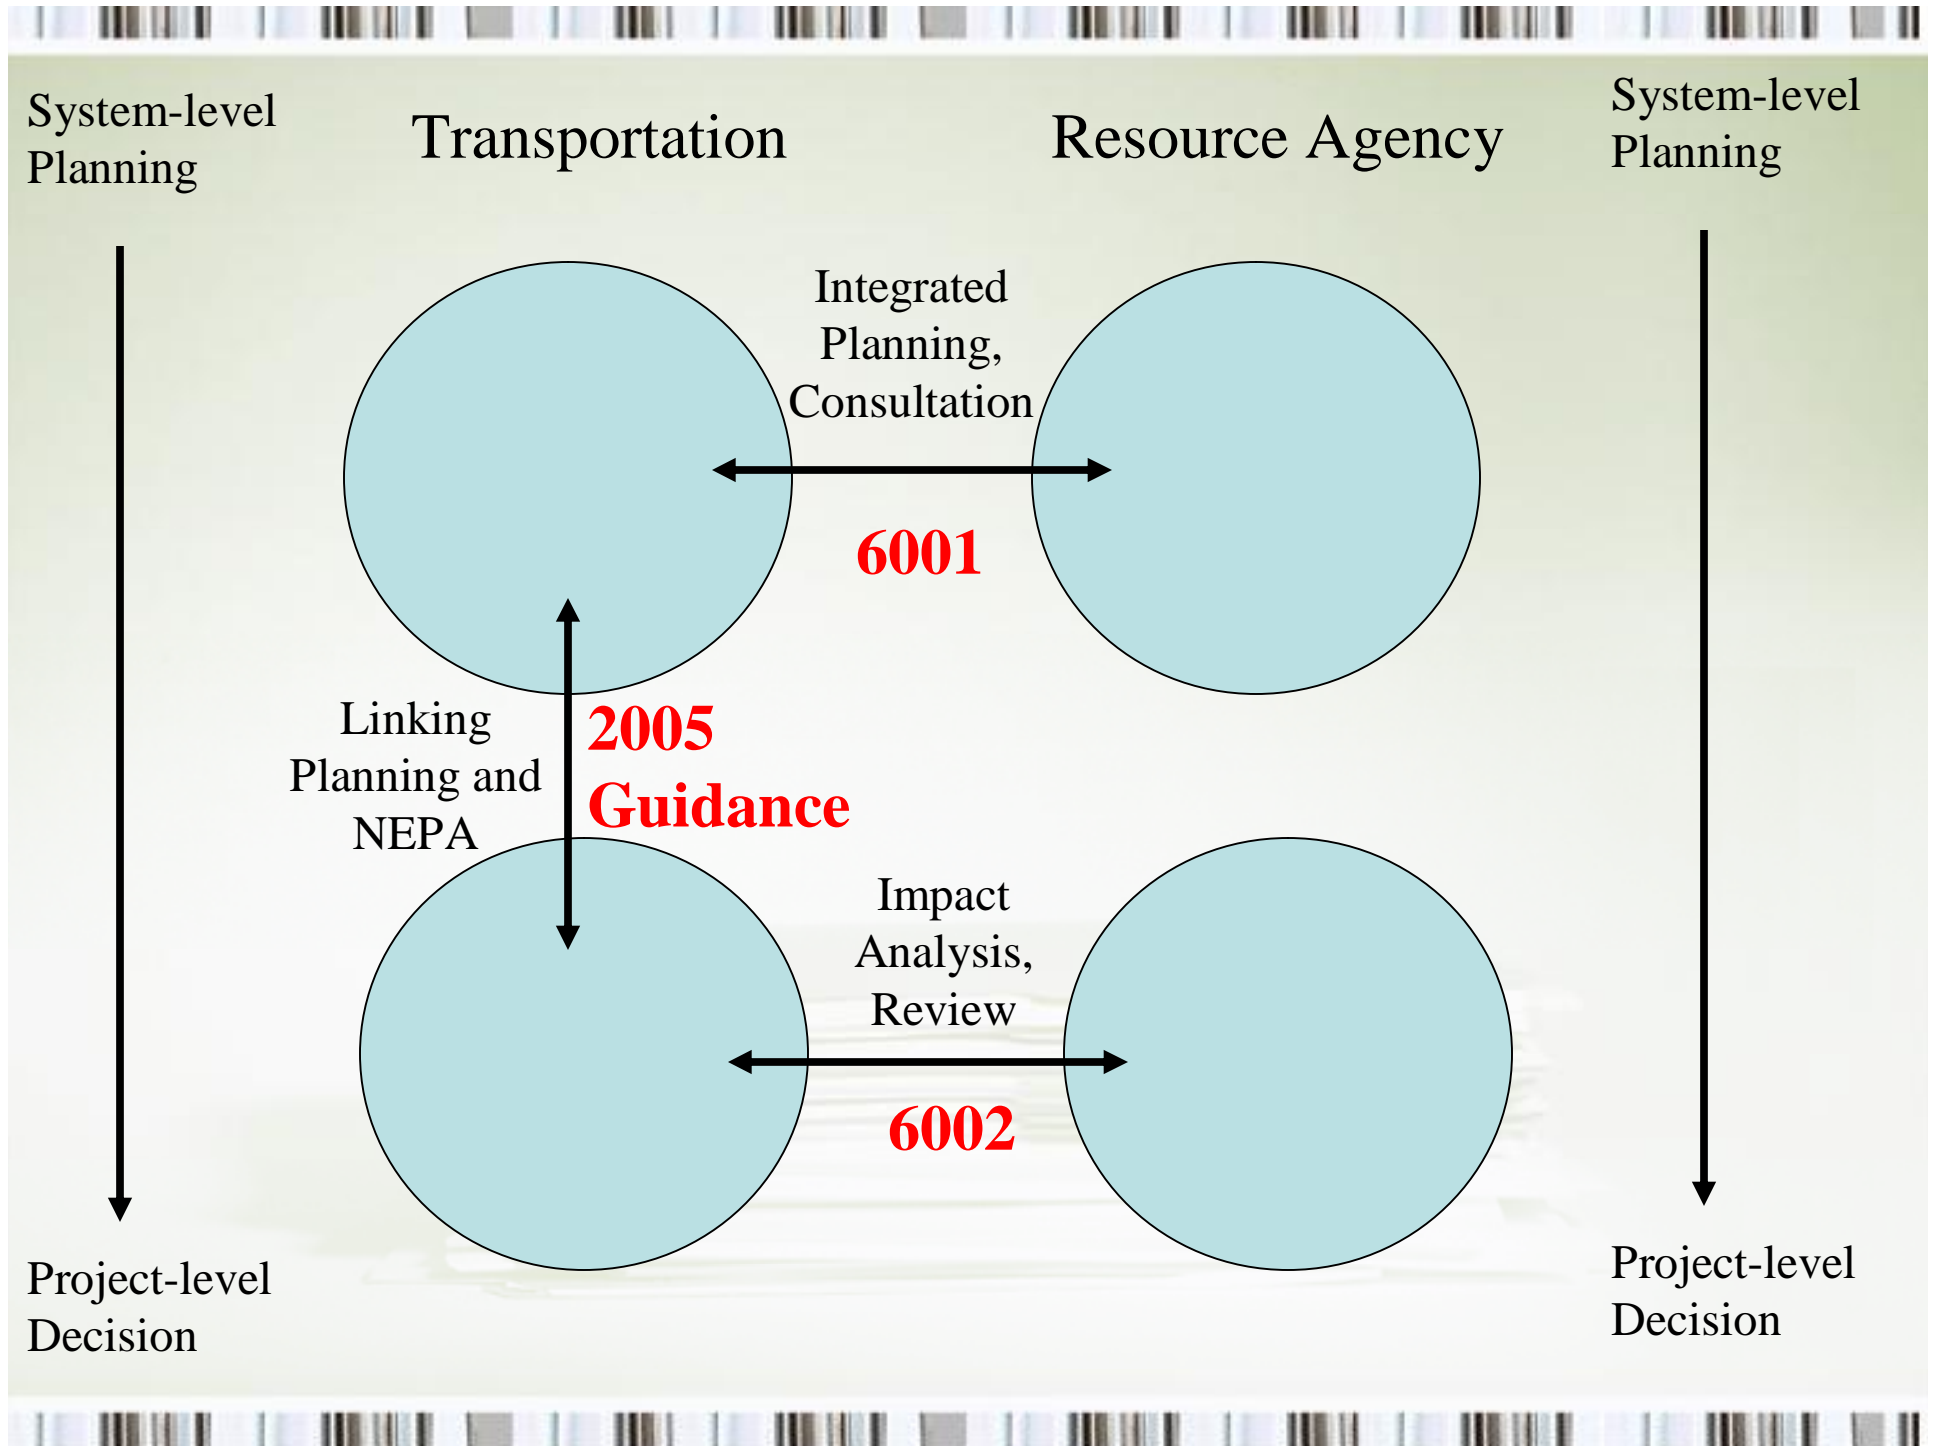 System-level
Planning
Transportation
Resource Agency
System-level
Planning
Integrated
Planning,
Consultation
6001
Linking
Planning and
NEPA
2005
Guidance
Impact
Analysis,
Review
6002
Project-level
Decision
Project-level
Decision